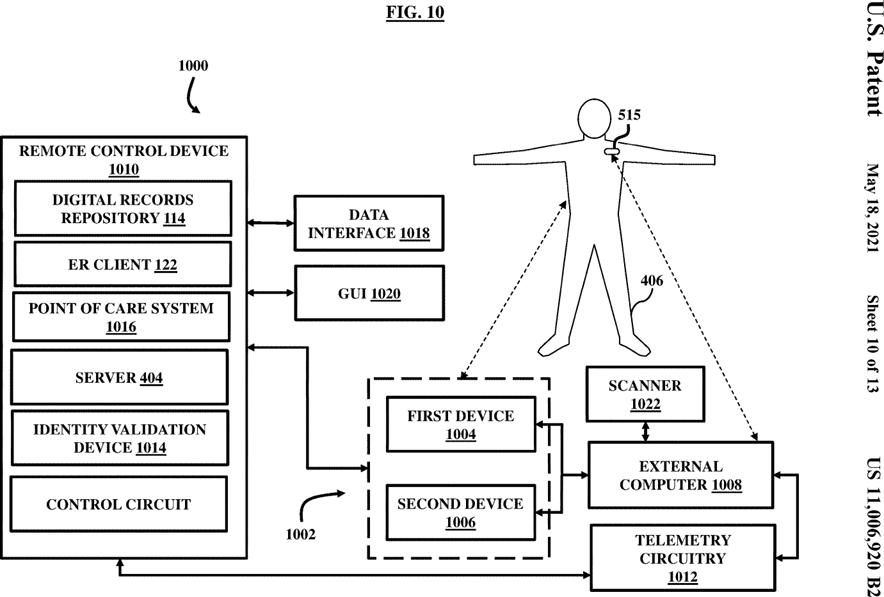 FIG. 10
U.S. Patent
May 18, 2021
Sheet 10 of 13
US 11,006,920 B2
1000
REMOTE CONTROL DEVICE
1010
DIGITAL RECORDS
REPOSITORY 114
ER CLIENT 122
POINT OF CARE SYSTEM
1016
SERVER 404
IDENTITY VALIDATION
DEVICE 1014
CONTROL CIRCUIT
DATA
INTERFACE 1018
GUI 1020
515
406
FIRST DEVICE
1004
SECOND DEVICE
1006
1002
SCANNER
1022
EXTERNAL
COMPUTER 1008
TELEMETRY
CIRCUITRY
1012